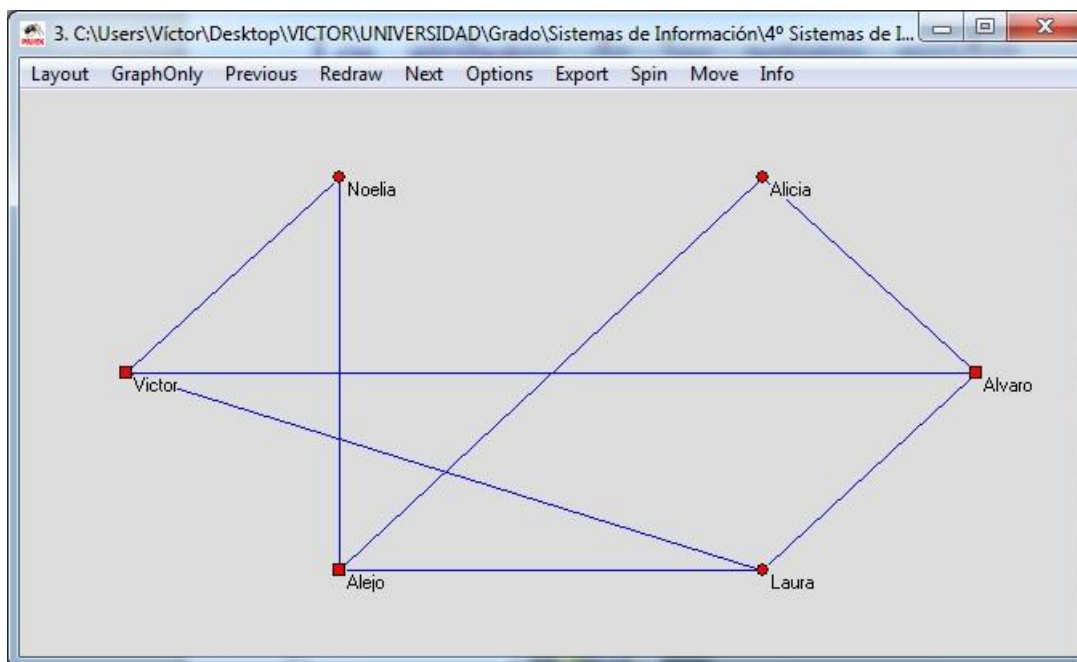 3. C:\Users\Víctor\Desktop\VICTOR\UNIVERSIDAD\Grado\Sistemas de Información\4º Sistemas de I...
Layout GraphOnly Previous Redraw Next Options Export Spin Move Info
Noelia Alicia
Victor Alvaro
Alejo Laura